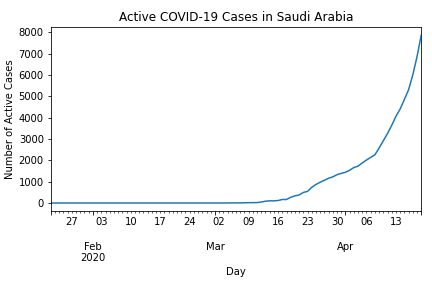 Active COVID-19 Cases in Saudi Arabia
8000
7000
6000
5000
4000
3000
2000
1000
0
Number of Active Cases
27 03 10 17 24 02 09 16 23 30 06 13
Feb Mar Apr
2020
Day